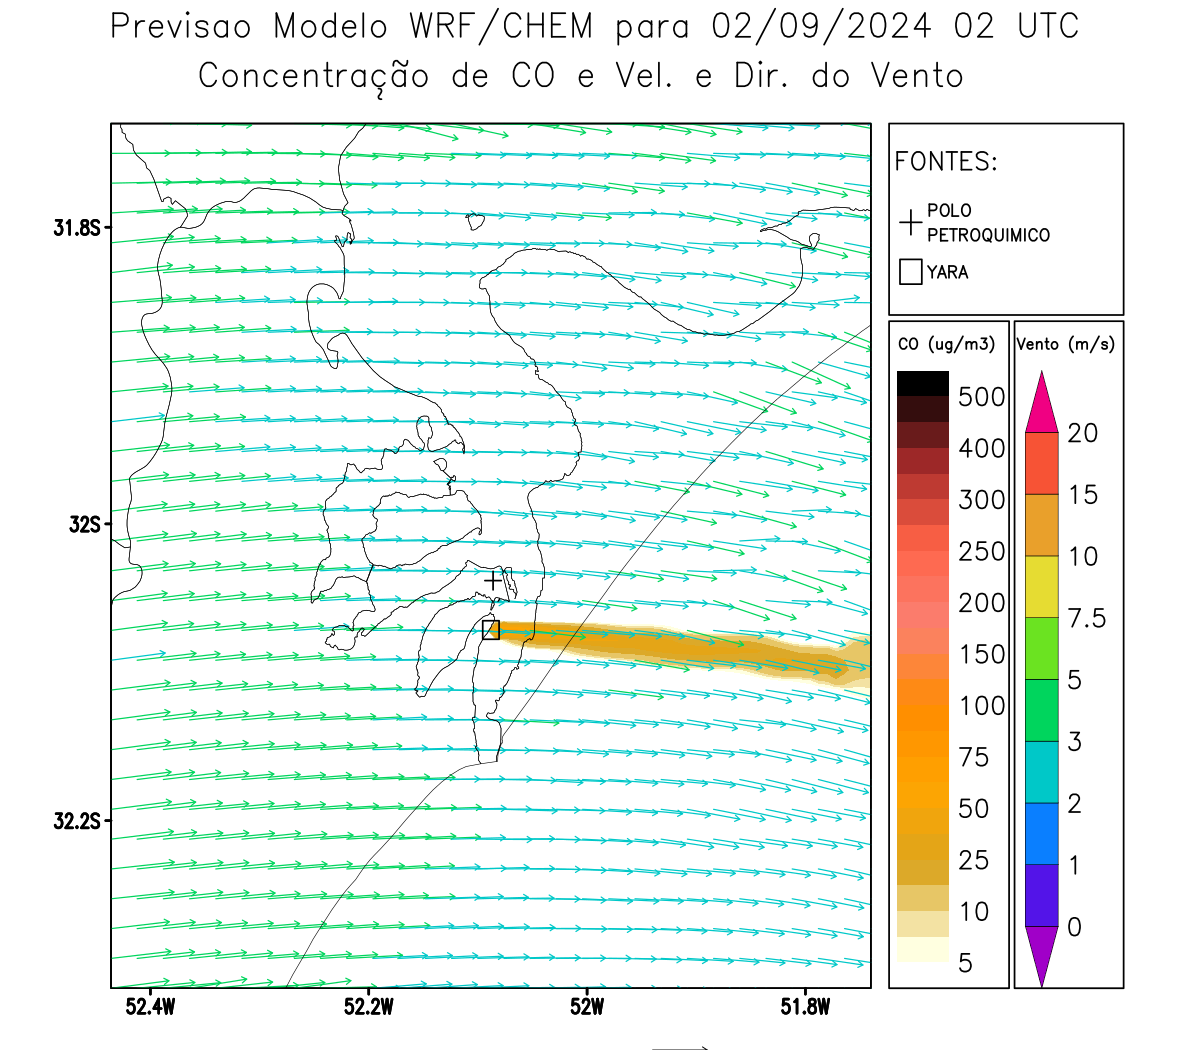 Previsao Modelo WRF/CHEM para 02/09/2024 02 UTC
Concentração de CO e Vel. e Dir. do Vento
FONTES:
POLO
PETROQUIMICO
YARA
CO (ug/m3)
500
400
300
250
200
150
100
75
50
25
10
5
Vento (m/s)
20
15
10
7.5
5
3
2
1
0
31.8S
32S
32.2S
52.4W
52.2W
52W
51.8W